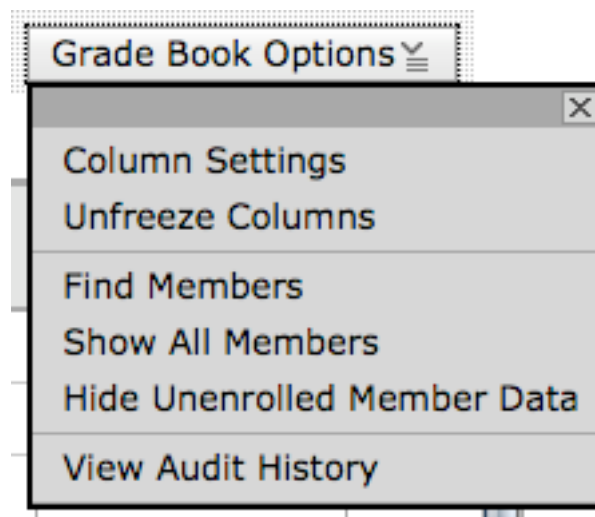 Grade Book Options
Column Settings
Unfreeze Columns
Find Members
Show All Members
Hide Unenrolled Member Data
View Audit History